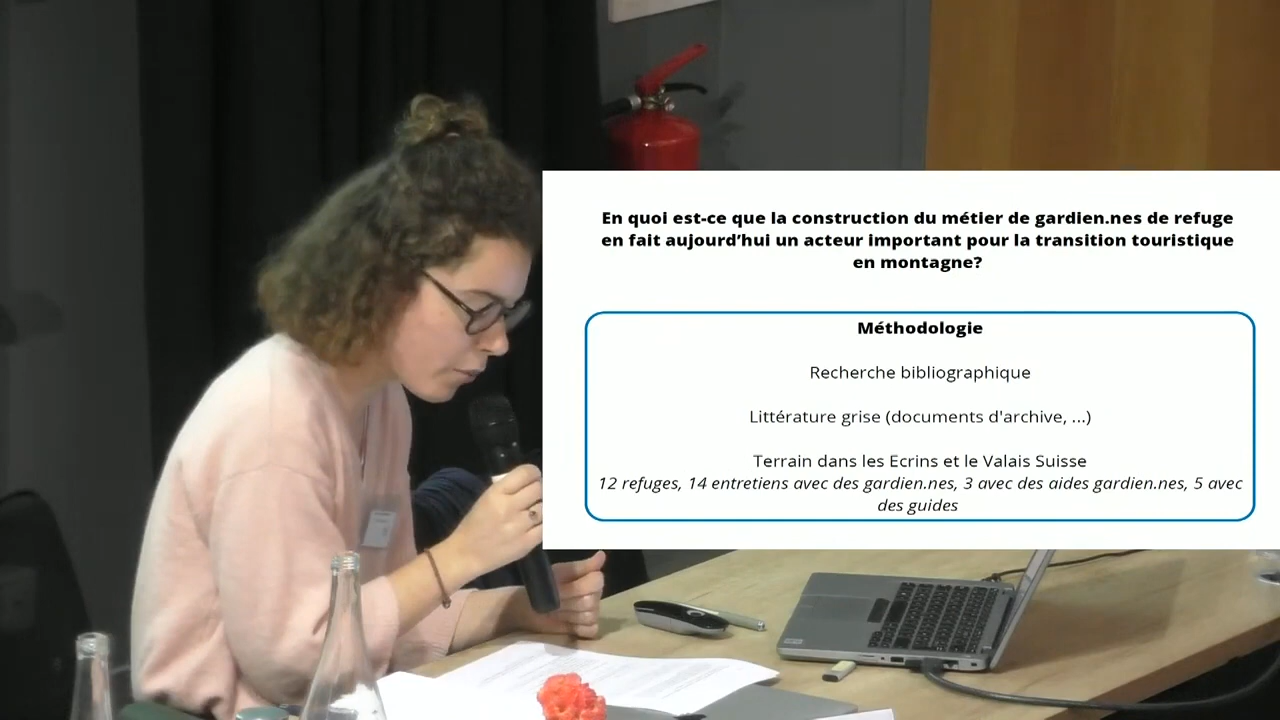 En quoi est-ce que la construction du métier de gardien.nes de refuge
en fait aujourd’hui un acteur important pour la transition touristique
en montagne?
Méthodologie
Recherche bibliographique
Littérature grise (documents d'archive, ...)
Terrain dans les Ecrins et le Valais Suisse
12 refuges, 14 entretiens avec des gardien.nes, 3 avec des aides gardien.nes, 5 avec
des guides